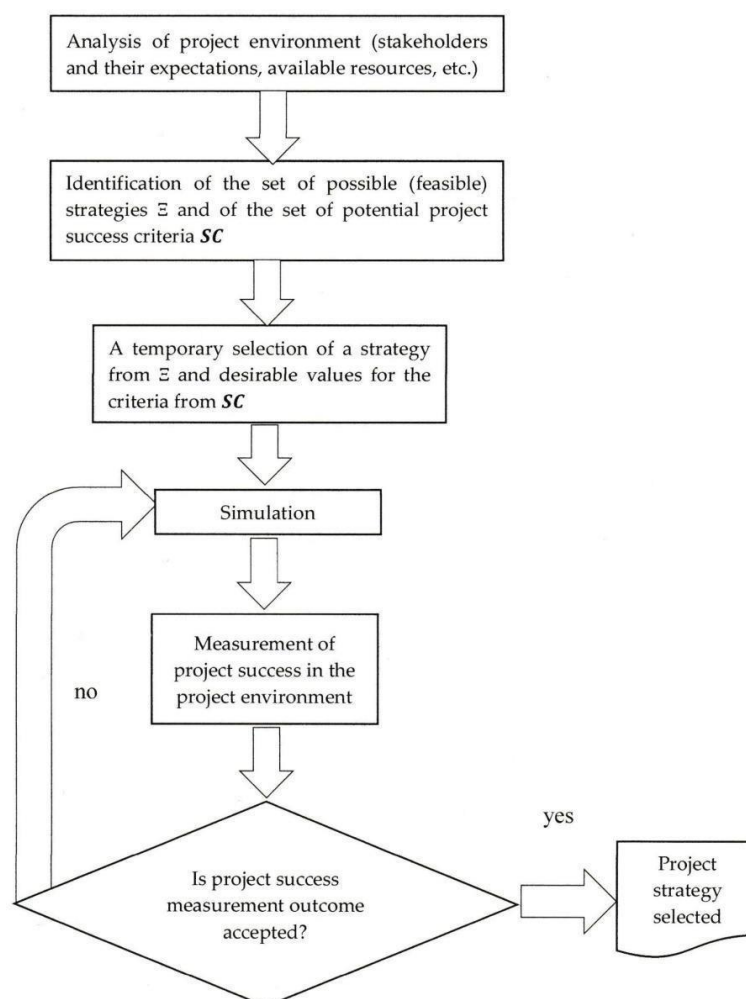 Analysis of project environment (stakeholders
and their expectations, available resources, etc.)
Identification of the set of possible (feasible)
strategies Ξ and of the set of potential project
success criteria SC
A temporary selection of a strategy
from Ξ and desirable values for the
criteria from SC
Simulation
Measurement of
project success in the
project environment
no
yes
Is project success
measurement outcome
accepted?
Project
strategy
selected